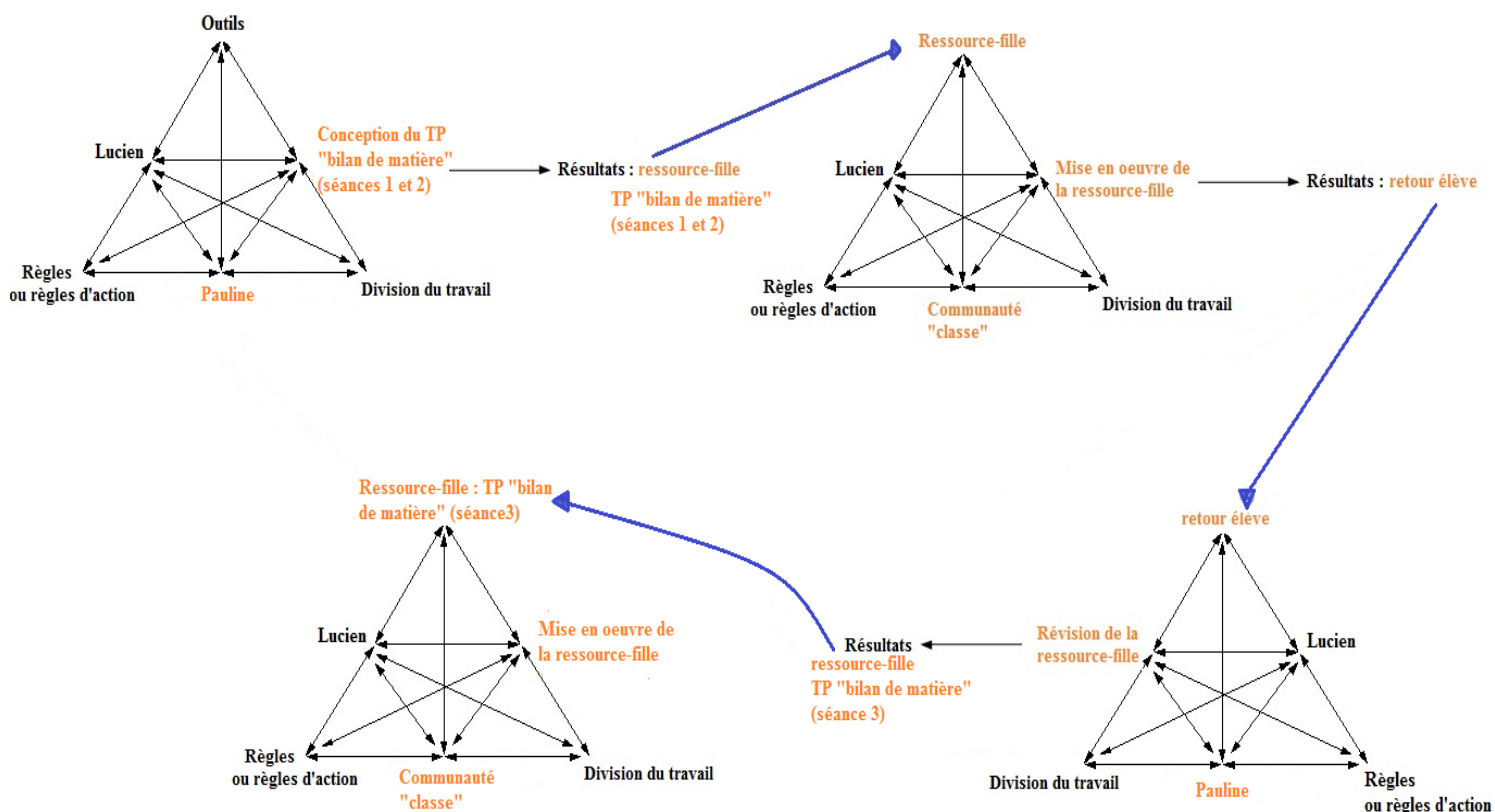 Outils
Lucien
Conception du TP
"bilan de matière"
(séances 1 et 2)
Résultats : ressource-fille
TP "bilan de matière"
(séances 1 et 2)
Règles
ou règles d'action
Pauline
Division du travail
Ressource-fille
Lucien
Mise en oeuvre de
la ressource-fille
Résultats : retour élève
Règles
ou règles d'action
Communauté
"classe"
Division du travail
retour élève
Révision de la
ressource-fille
Lucien
Résultats
ressource-fille
TP "bilan de matière"
(séance 3)
Division du travail
Pauline
Règles
ou règles d'action
Ressource-fille : TP "bilan
de matière" (séance3)
Lucien
Mise en oeuvre de
la ressource-fille
Règles
ou règles d'action
Communauté
"classe"
Division du travail